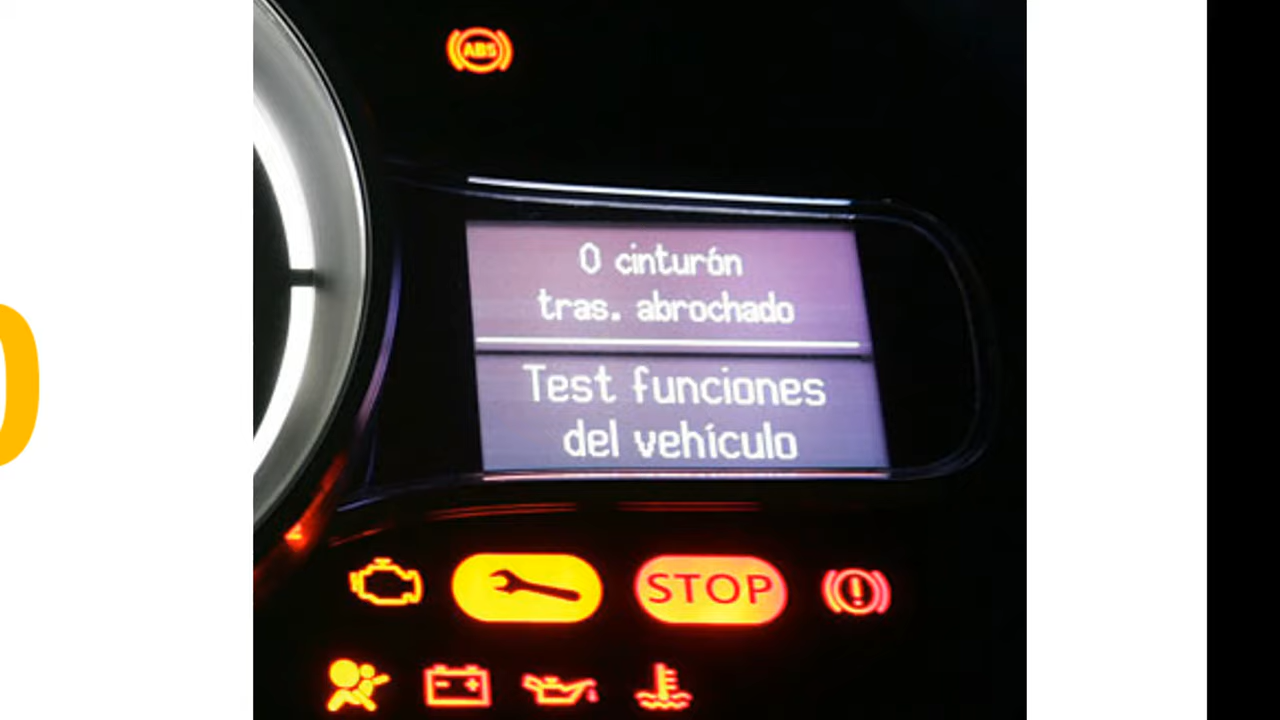 ABS
0 cinturón
tras. abrochado
Test funciones
del vehículo
STOP